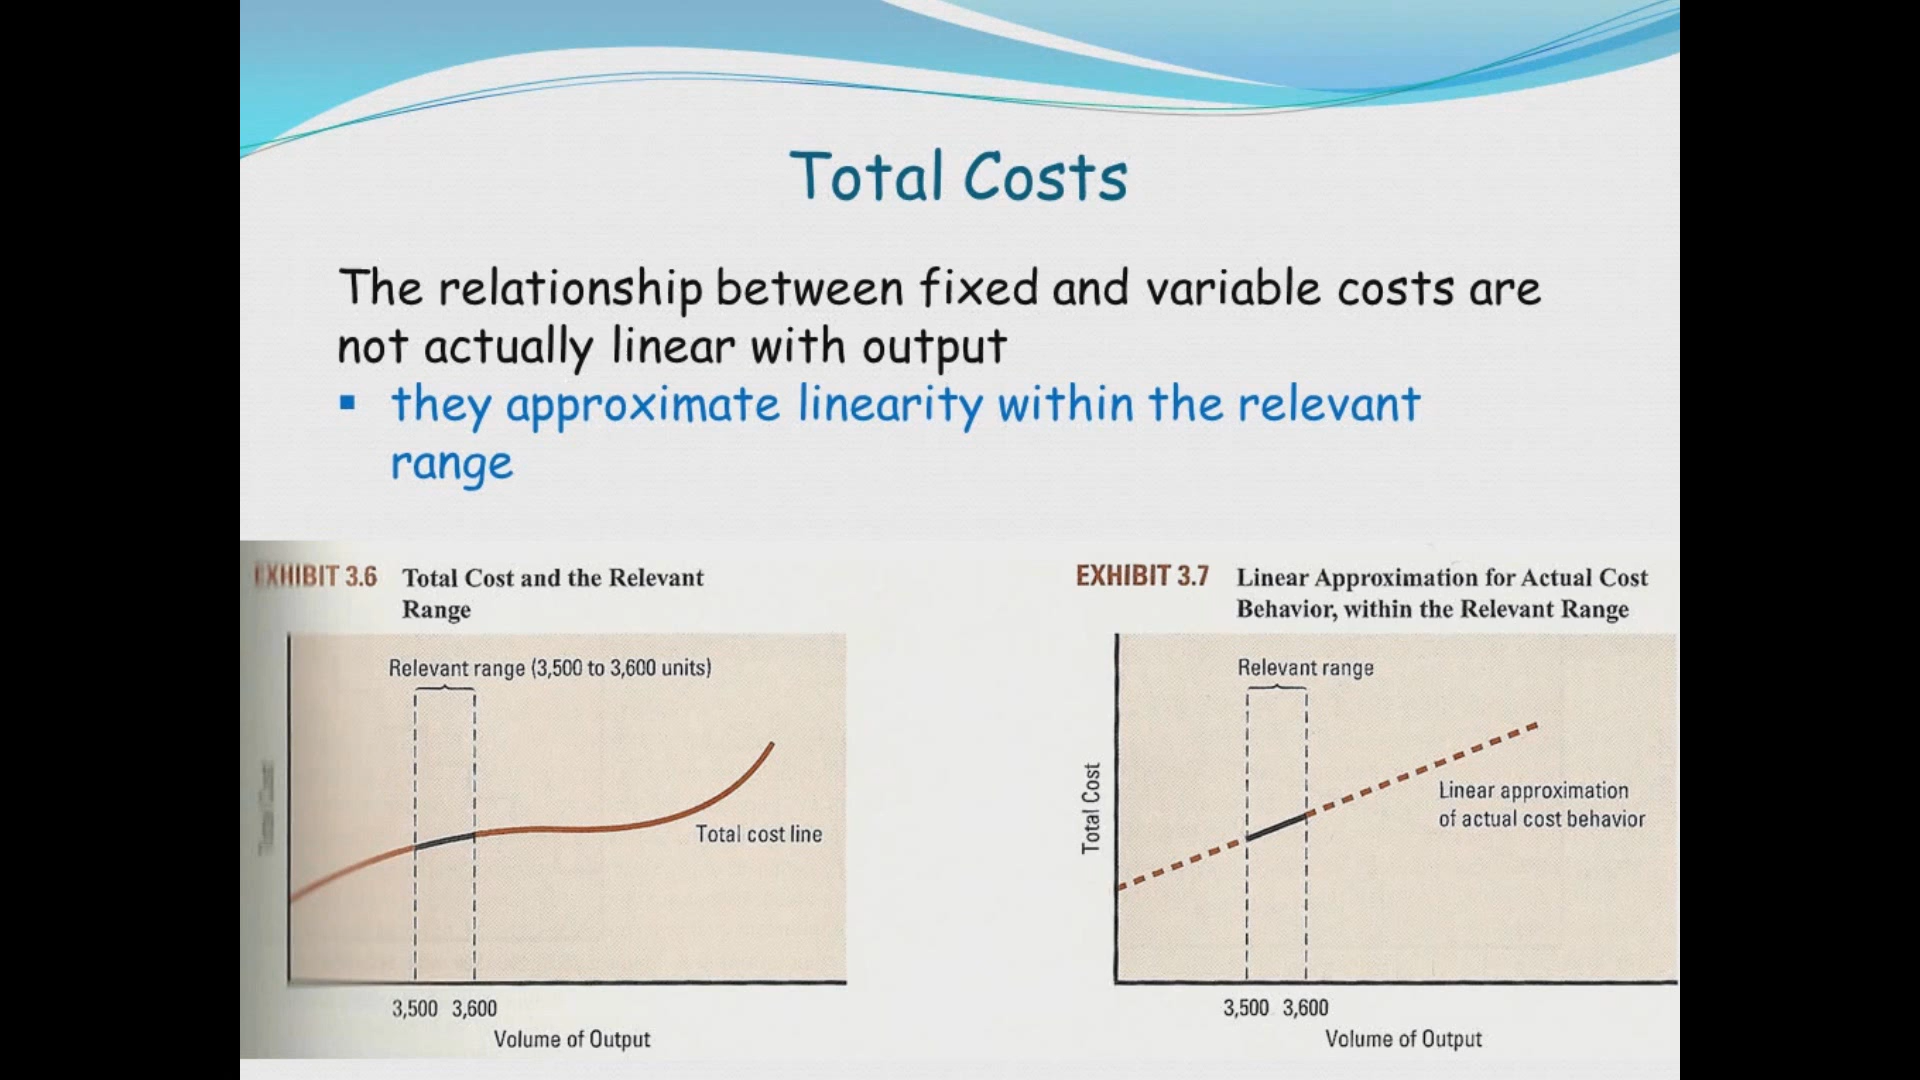 Total Costs
The relationship between fixed and variable costs are
not actually linear with output
▪ they approximate linearity within the relevant
range
EXHIBIT 3.6 Total Cost and the Relevant
Range
Relevant range (3,500 to 3,600 units)
Total cost line
Total Cost
3,500 3,600
Volume of Output
EXHIBIT 3.7 Linear Approximation for Actual Cost
Behavior, within the Relevant Range
Relevant range
Linear approximation
of actual cost behavior
Total Cost
3,500 3,600
Volume of Output